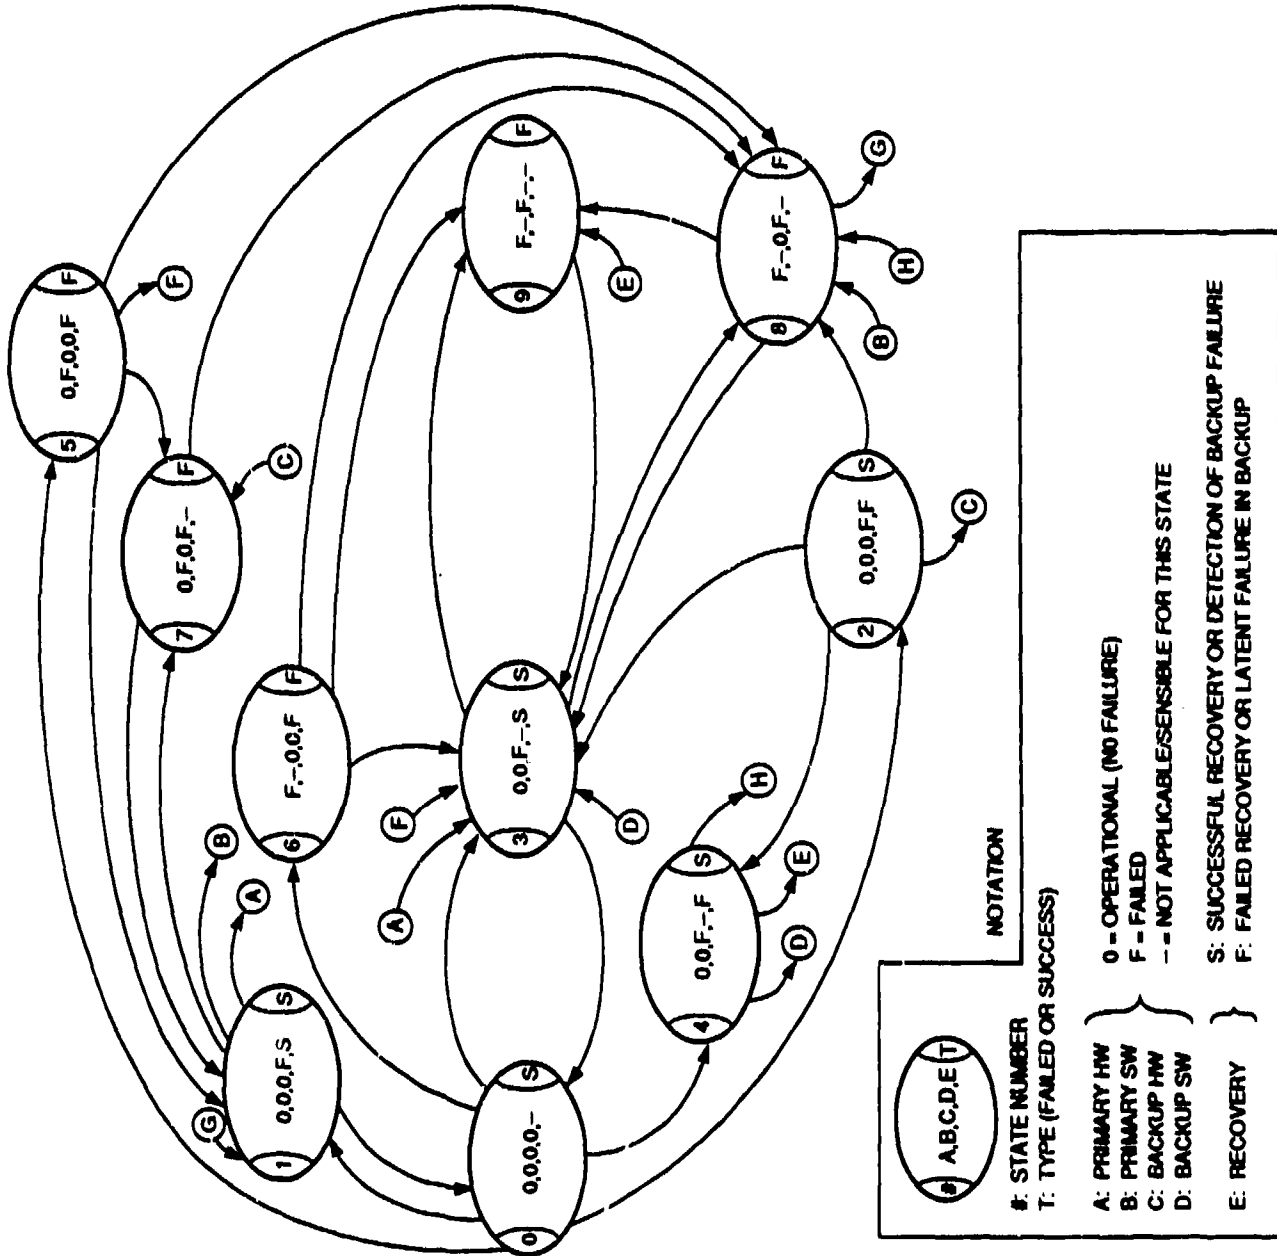 0 0,0,0,0,- S
1 0,0,0,F,S S
2 0,0,0,F,F S
3 0,0,F,-,S S
4 0,0,F,-,F S
5 0,F,0,0,F F
6 F,-,0,C,F F
7 0,F,0,F,- F
8 F,-,0,F,- F
9 F,-,F,-,- F
G
A
B
C
F
A
F
D
D
E
H
C
E
B
H
G
NOTATION
# A,B,C,D,E T
#: STATE NUMBER
T: TYPE (FAILED OR SUCCESS)
A: PRIMARY HW
B: PRIMARY SW
C: BACKUP HW
D: BACKUP SW
0 = OPERATIONAL (NO FAILURE)
F = FAILED
- = NOT APPLICABLE/SENSIBLE FOR THIS STATE
E: RECOVERY
S: SUCCESSFUL RECOVERY OR DETECTION OF BACKUP FAILURE
F: FAILED RECOVERY OR LATENT FAILURE IN BACKUP